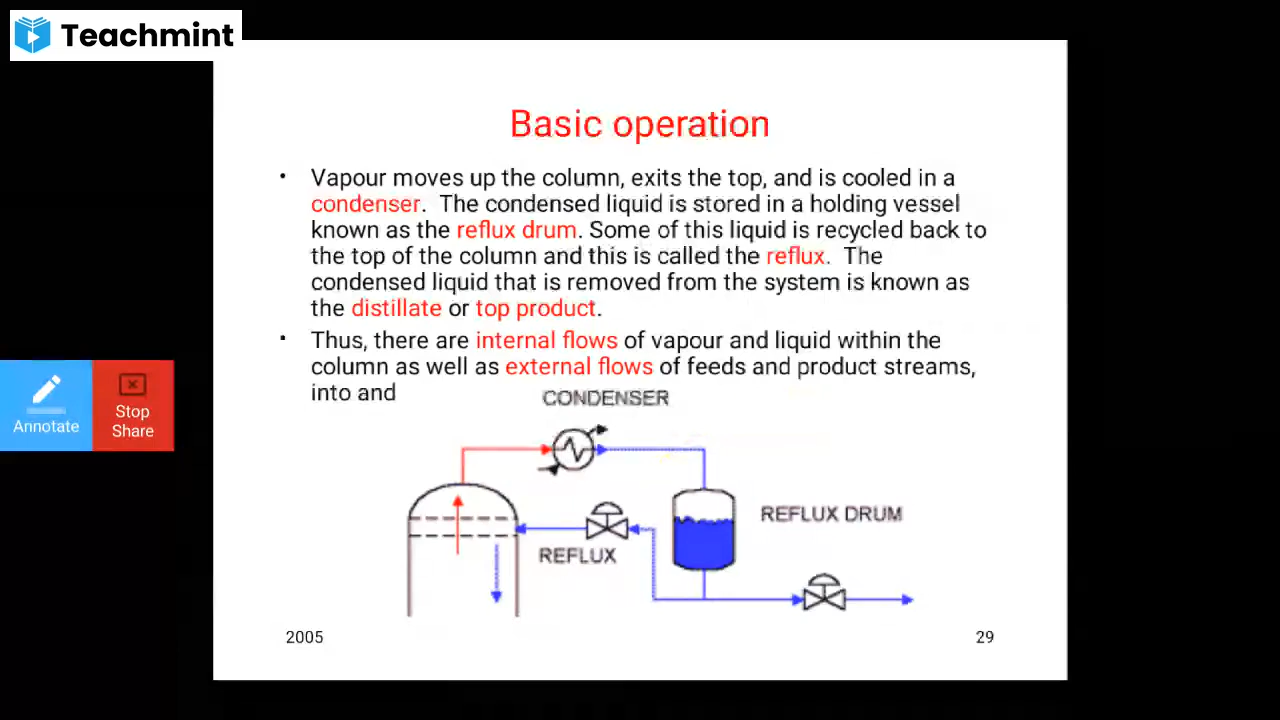 Teachmint
Basic operation
• Vapour moves up the column, exits the top, and is cooled in a
condenser. The condensed liquid is stored in a holding vessel
known as the reflux drum. Some of this liquid is recycled back to
the top of the column and this is called the reflux. The
condensed liquid that is removed from the system is known as
the distillate or top product.
• Thus, there are internal flows of vapour and liquid within the
column as well as external flows of feeds and product streams,
into and
Annotate
Stop
Share
CONDENSER
REFLUX DRUM
REFLUX
2005
29